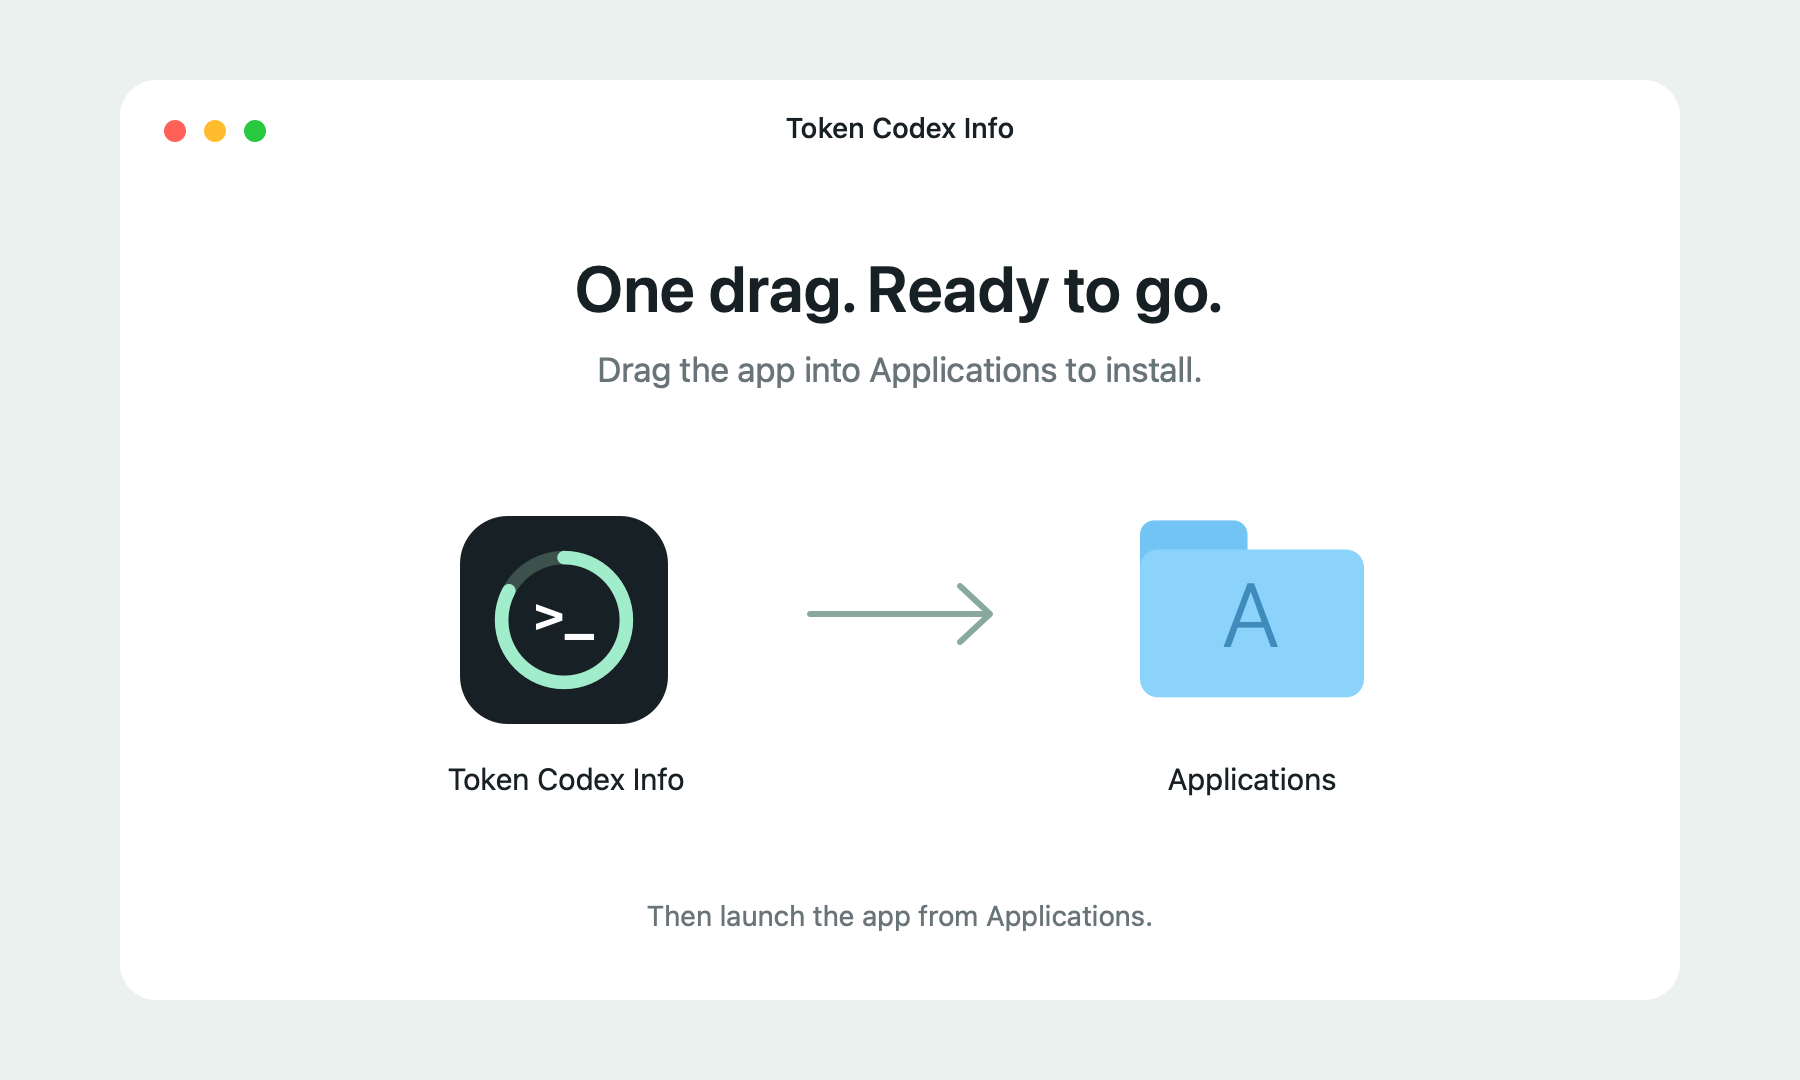 Token Codex Info
One drag. Ready to go.
Drag the app into Applications to install.
>_
A
Token Codex Info
Applications
Then launch the app from Applications.